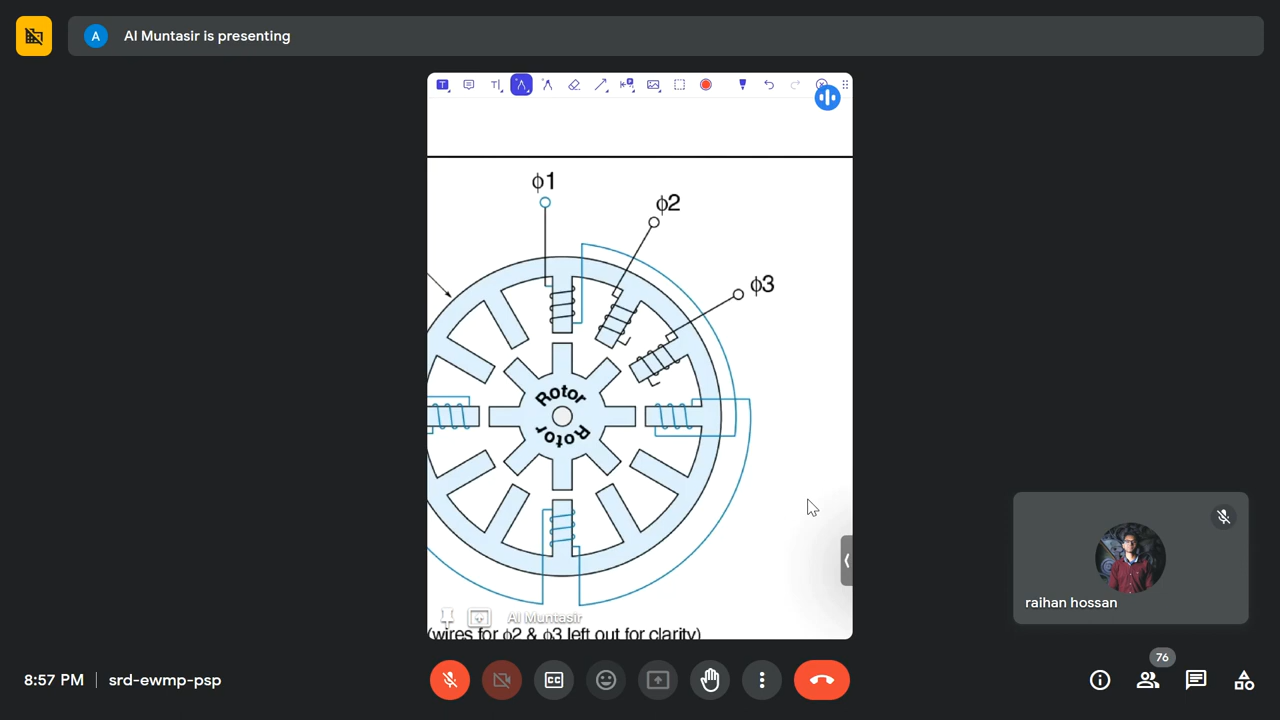 A
Al Muntasir is presenting
T
T
ϕ1
ϕ2
ϕ3
Rotor
Rotor
Al Muntasir
(wires for ϕ2 & ϕ3 left out for clarity)
raihan hossan
8:57 PM | srd-ewmp-psp
CC
76